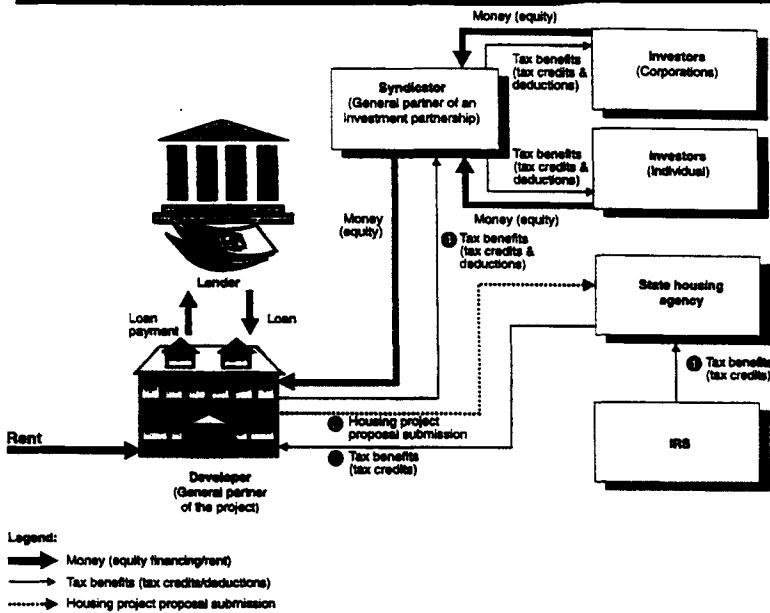 Money (equity)
Tax benefits
(tax credits &
deductions)
Investors
(Corporations)
Syndicator
(General partner of an
investment partnership)
Tax benefits
(tax credits &
deductions)
Investors
(Individual)
Money (equity)
Money
(equity)
Tax benefits
(tax credits &
deductions)
Lender
Loan
payment
Loan
State housing
agency
1 Tax benefits
(tax credits)
IRS
Housing project
proposal submission
Tax benefits
(tax credits)
Rent
Developer
(General partner
of the project)
Legend:
Money (equity financing/rent)
Tax benefits (tax credits/deductions)
Housing project proposal submission